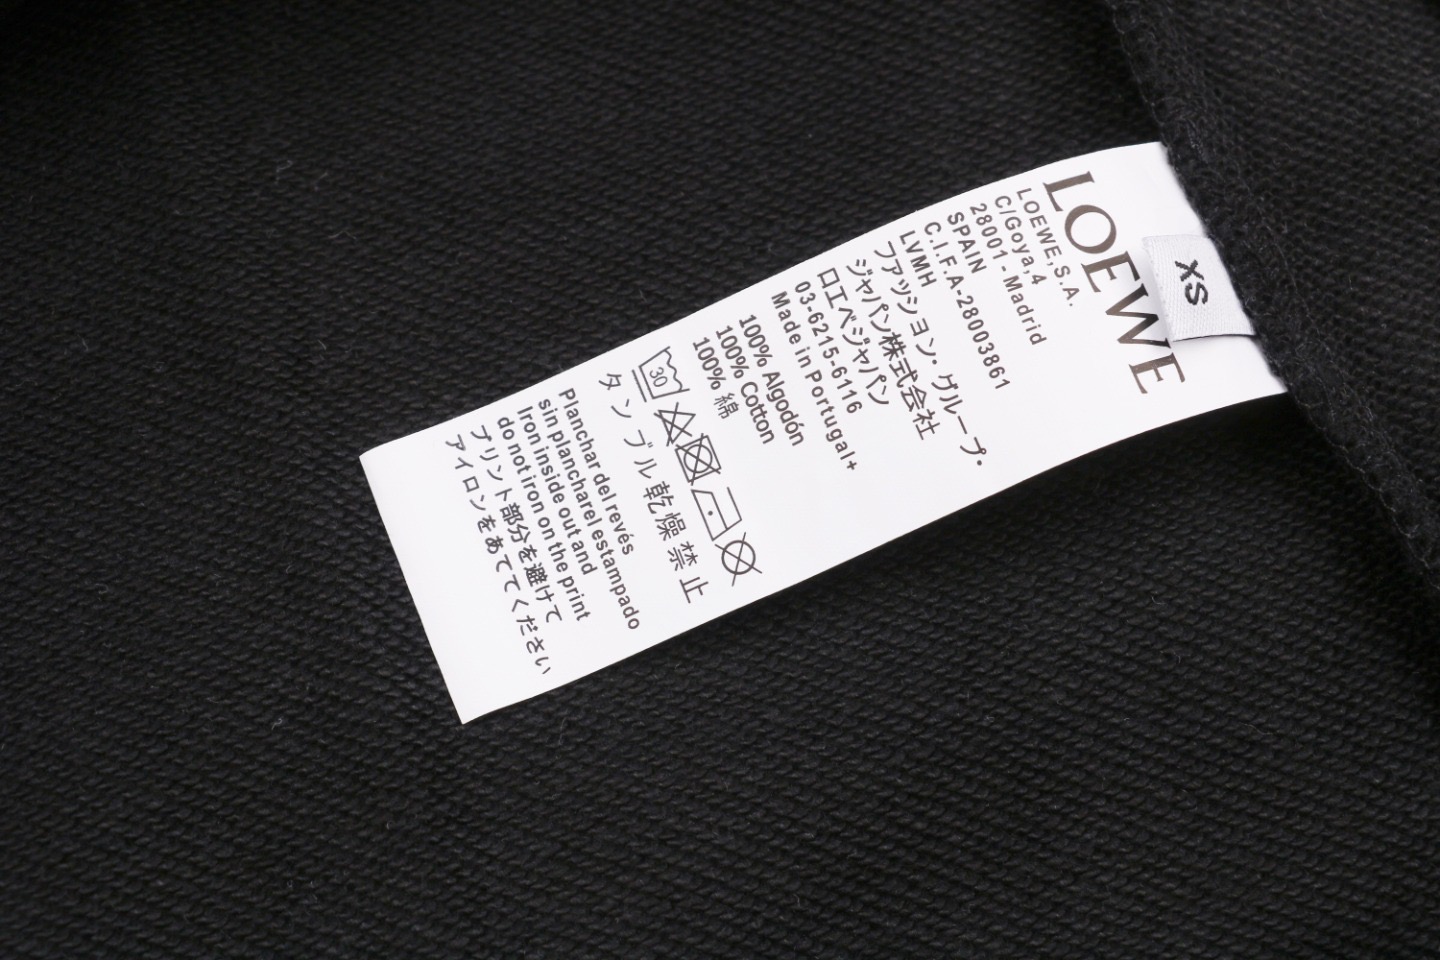 LOEWE
XS
LOEWE,S.A.
C/Goya,4
28001-Madrid
SPAIN
C.I.F.A-28003861
LVMH
ファッション・グループ・
ジャパン株式会社
ロエベジャパン
03-6215-6116
Made in Portugal+
100% Algodón
100% Cotton
100% 綿
30
タンブル乾燥禁止
Planchar del revés
sin plancharel estampado
Iron inside out and
do not iron on the print
プリント部分を避けて
アイロンをあててください